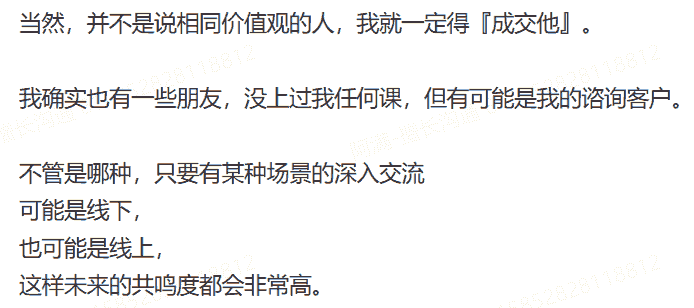 当然，并不是说相同价值观的人，我就一定得『成交他』。
我确实也有一些朋友，没上过我任何课，但有可能是我的谘询客户。
不管是哪种，只要有某种场景的深入交流
可能是线下，
也可能是线上，
这样未来的共鸣度都会非常高。